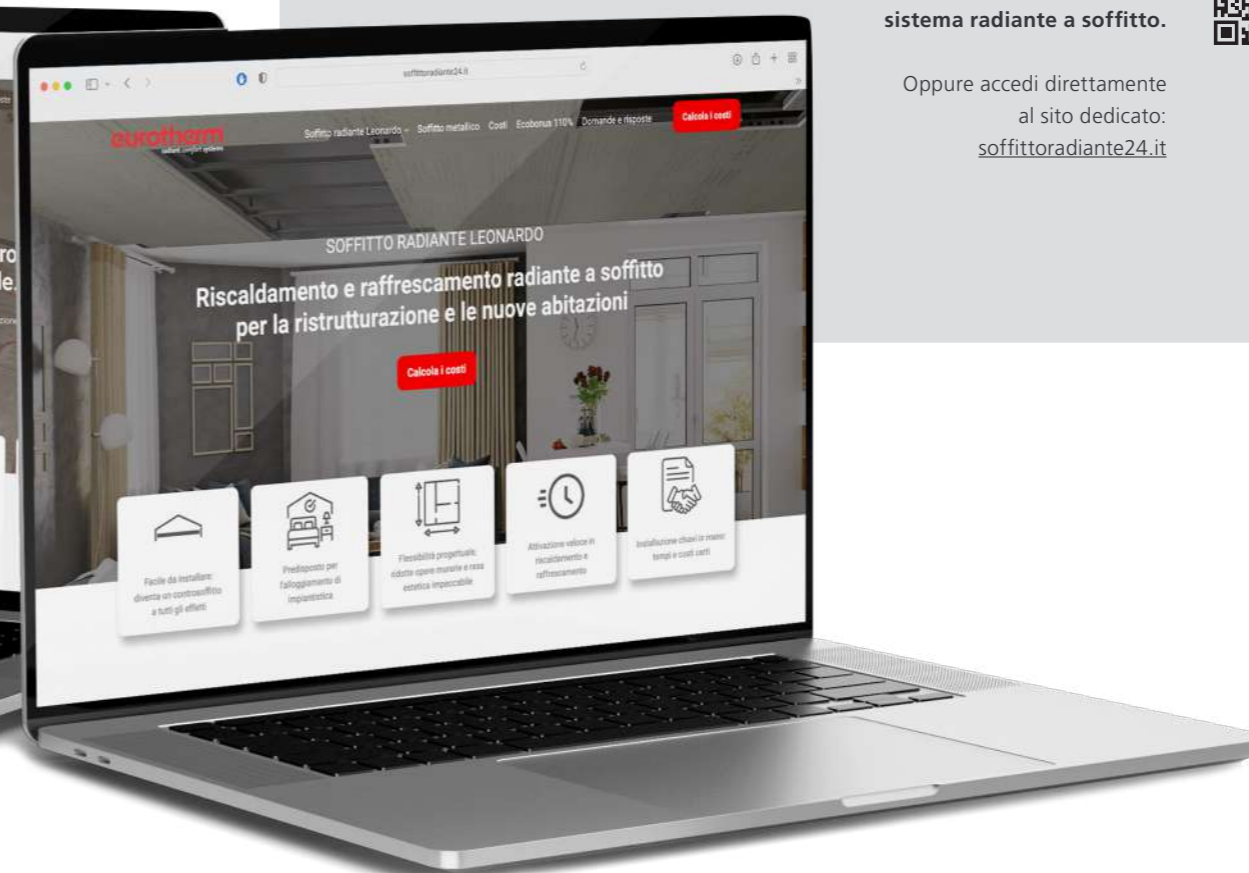 sistema radiante a soffitto.
Oppure accedi direttamente
al sito dedicato:
soffittoradiante24.it
soffittoradiante24.it
eurotherm
radiant comfort systems
Soffitto radiante Leonardo Soffitto metallico Costi Ecobonus 110% Domande e risposte Calcola i costi
SOFFITTO RADIANTE LEONARDO
Riscaldamento e raffrescamento radiante a soffitto
per la ristrutturazione e le nuove abitazioni
Calcola i costi
Facile da installare:
diventa un controsoffitto
a tutti gli effetti
Predisposto per
l'alloggiamento di
impiantistica
Flessibilità progettuale,
ridotte opere murarie e resa
estetica impeccabile
Attivazione veloce in
riscaldamento e
raffrescamento
Installazione chiavi in mano:
tempi e costi certi